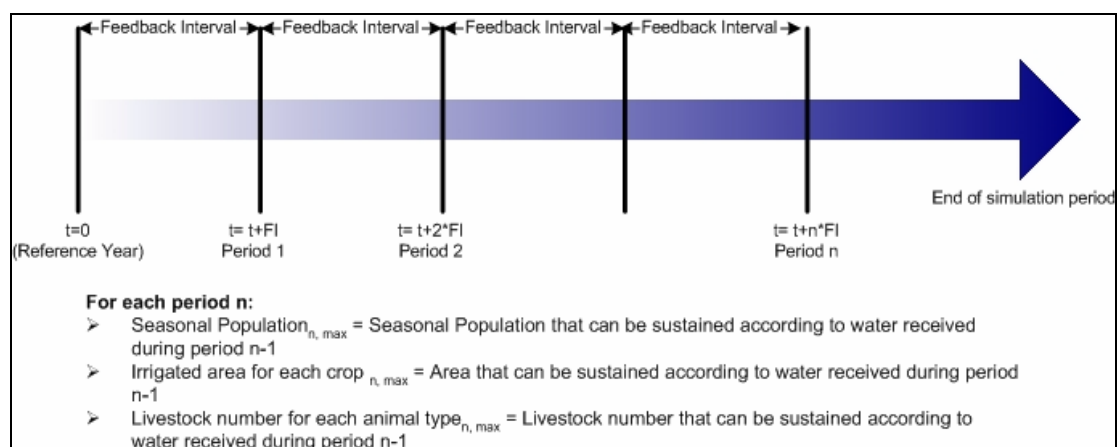 Feedback Interval Feedback Interval Feedback Interval Feedback Interval
End of simulation period
t=0 t= t+FI t= t+2*FI t= t+n*FI
(Reference Year) Period 1 Period 2 Period n
For each period n:
➢ Seasonal Population n, max = Seasonal Population that can be sustained according to water received
during period n-1
➢ Irrigated area for each crop n, max = Area that can be sustained according to water received during period
n-1
➢ Livestock number for each animal type n, max = Livestock number that can be sustained according to
water received during period n-1